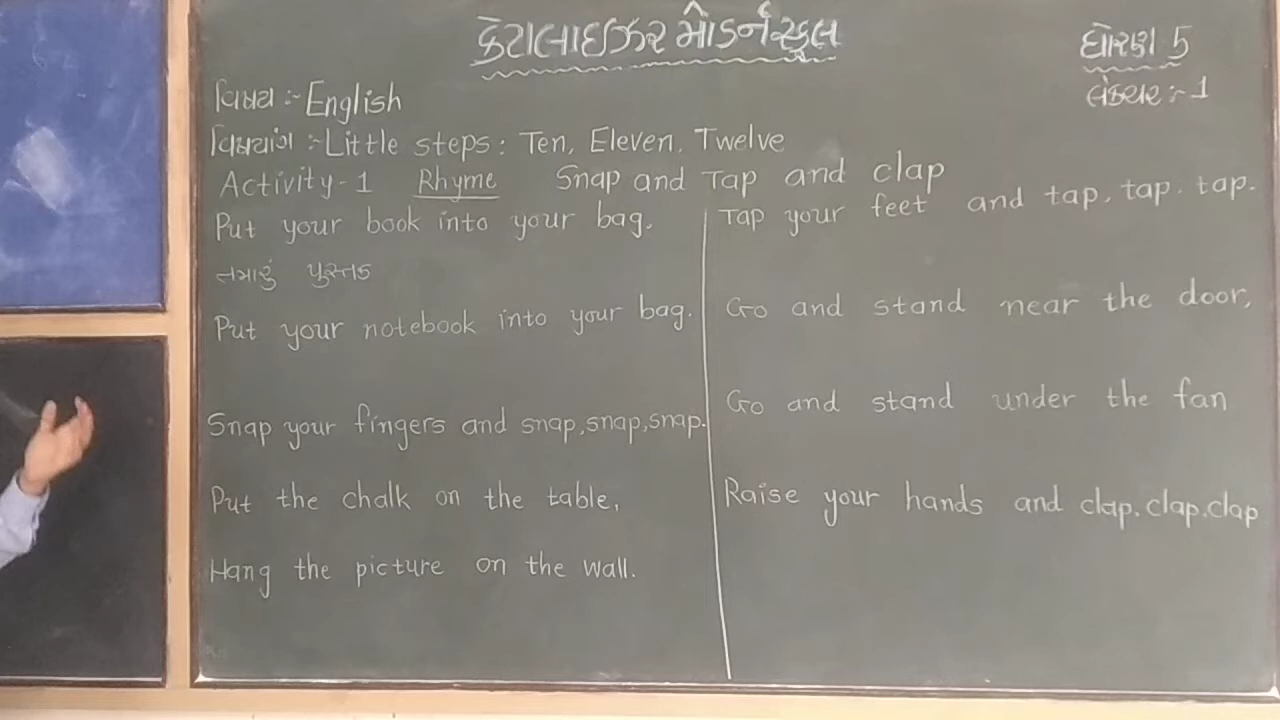 કેટાલાઇઝર મોડર્ન સ્કુલ
ધોરણ 5
લેક્ચર :- 1
વિષય :- English
વિષયાંગ :- Little steps: Ten, Eleven, Twelve
Activity-1 Rhyme Snap and Tap and clap
Put your book into your bag.
તમારું પુસ્તક
Put your notebook into your bag.
Snap your fingers and snap, snap, snap.
Put the chalk on the table,
Hang the picture on the wall.
Tap your feet and tap, tap, tap.
Go and stand near the door,
Go and stand under the fan
Raise your hands and clap, clap, clap